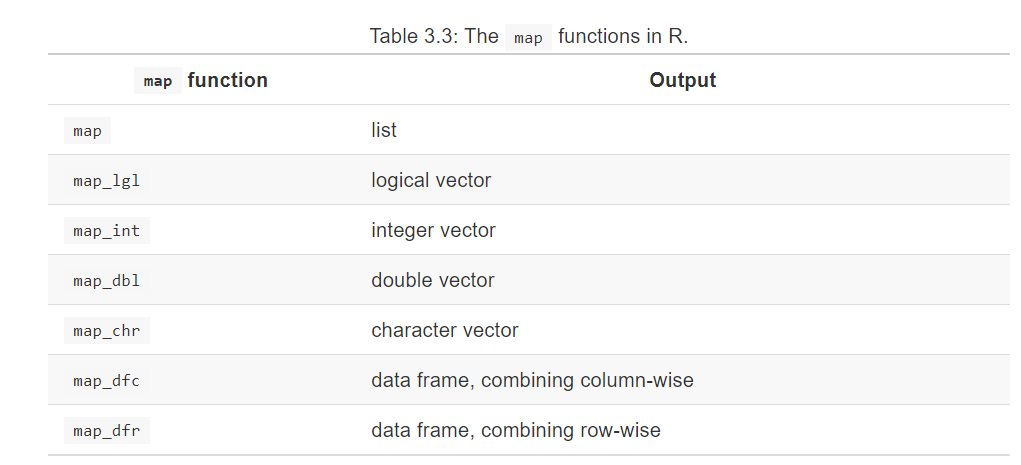 Table 3.3: The map functions in R.
map function Output
map list
map_lgl logical vector
map_int integer vector
map_dbl double vector
map_chr character vector
map_dfc data frame, combining column-wise
map_dfr data frame, combining row-wise